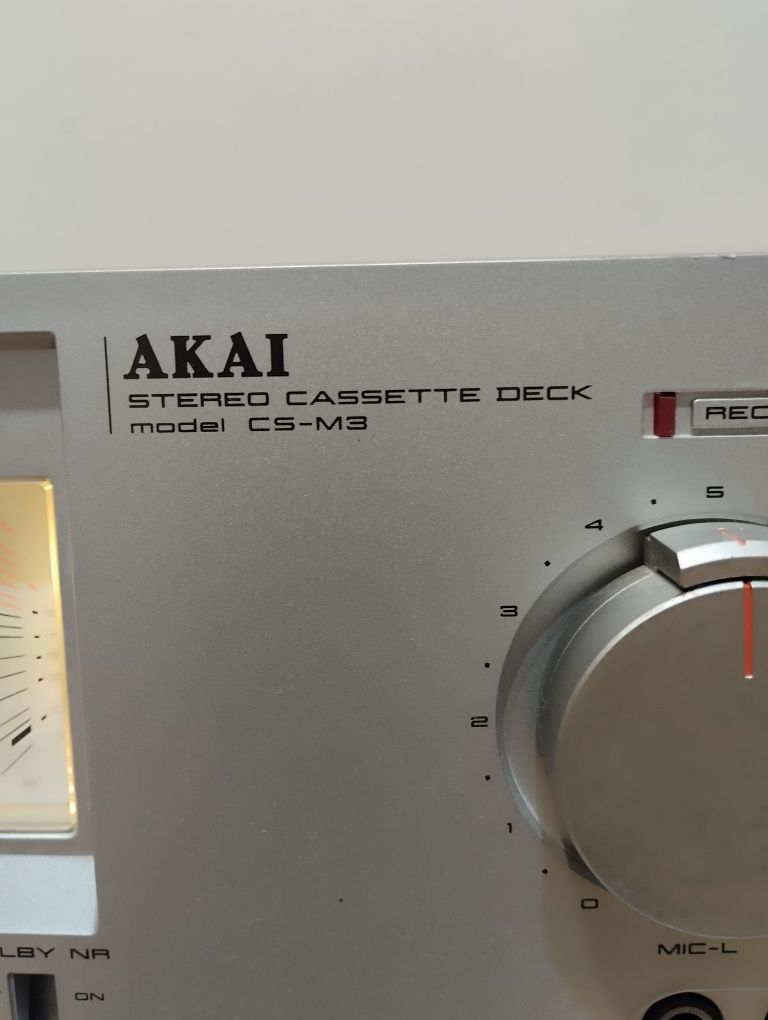 AKAI
STEREO CASSETTE DECK
model CS-M3
REC
5
4
3
2
1
0
LBY NR
ON
MIC-L